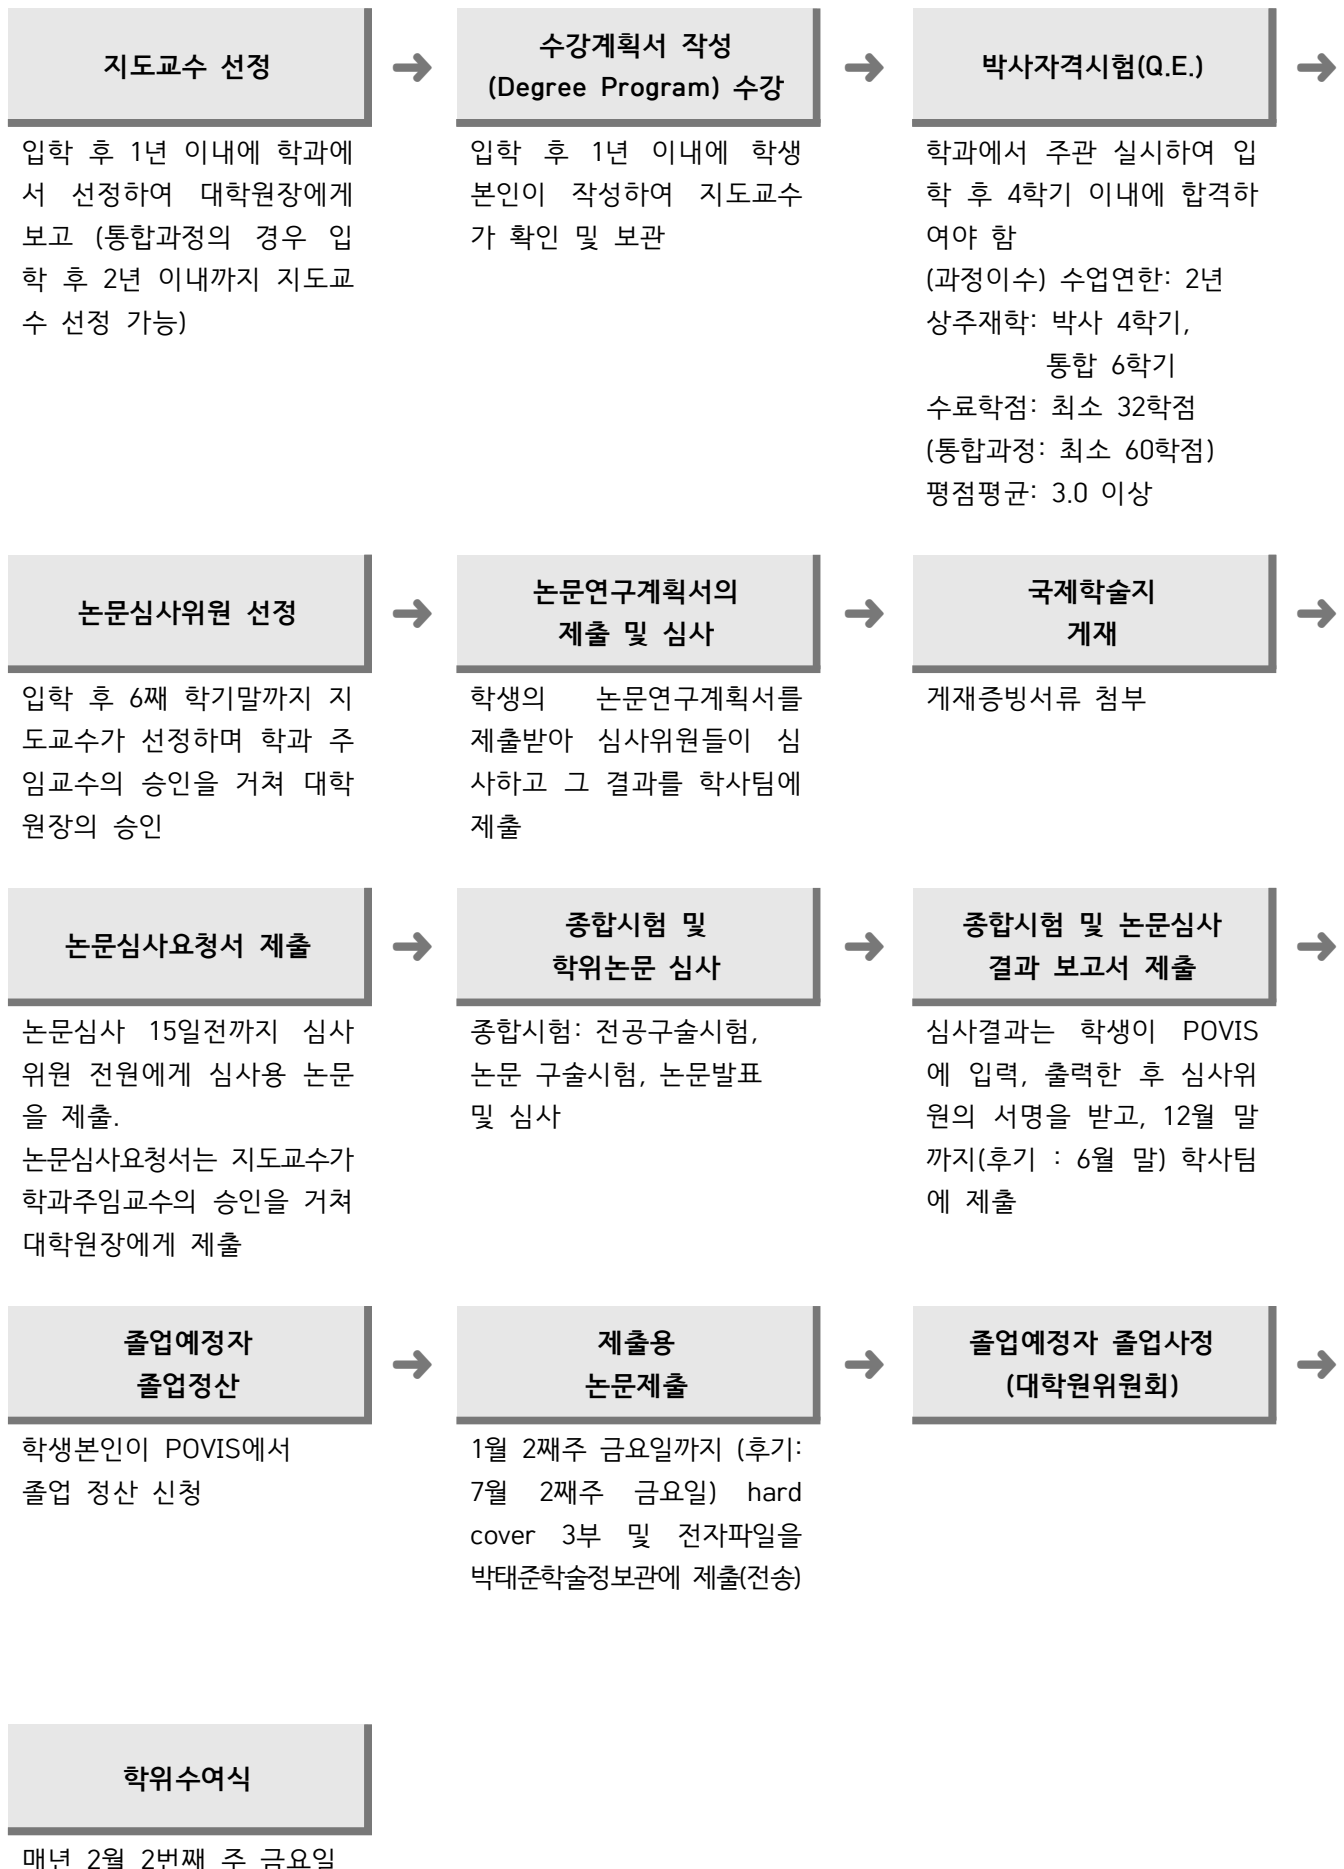 지도교수 선정
입학 후 1년 이내에 학과에
서 선정하여 대학원장에게
보고 (통합과정의 경우 입
학 후 2년 이내까지 지도교
수 선정 가능)
수강계획서 작성
(Degree Program) 수강
입학 후 1년 이내에 학생
본인이 작성하여 지도교수
가 확인 및 보관
박사자격시험(Q.E.)
학과에서 주관 실시하여 입
학 후 4학기 이내에 합격하
여야 함
(과정이수) 수업연한: 2년
상주재학: 박사 4학기,
통합 6학기
수료학점: 최소 32학점
(통합과정: 최소 60학점)
평점평균: 3.0 이상
논문심사위원 선정
입학 후 6째 학기말까지 지
도교수가 선정하며 학과 주
임교수의 승인을 거쳐 대학
원장의 승인
논문연구계획서의
제출 및 심사
학생의 논문연구계획서를
제출받아 심사위원들이 심
사하고 그 결과를 학사팀에
제출
국제학술지
게재
게재증빙서류 첨부
논문심사요청서 제출
논문심사 15일전까지 심사
위원 전원에게 심사용 논문
을 제출.
논문심사요청서는 지도교수가
학과주임교수의 승인을 거쳐
대학원장에게 제출
종합시험 및
학위논문 심사
종합시험: 전공구술시험,
논문 구술시험, 논문발표
및 심사
종합시험 및 논문심사
결과 보고서 제출
심사결과는 학생이 POVIS
에 입력, 출력한 후 심사위
원의 서명을 받고, 12월 말
까지(후기 : 6월 말) 학사팀
에 제출
졸업예정자
졸업정산
학생본인이 POVIS에서
졸업 정산 신청
제출용
논문제출
1월 2째주 금요일까지 (후기:
7월 2째주 금요일) hard
cover 3부 및 전자파일을
박태준학술정보관에 제출(전송)
졸업예정자 졸업사정
(대학원위원회)
학위수여식
매년 2월 2번째 주 금요일